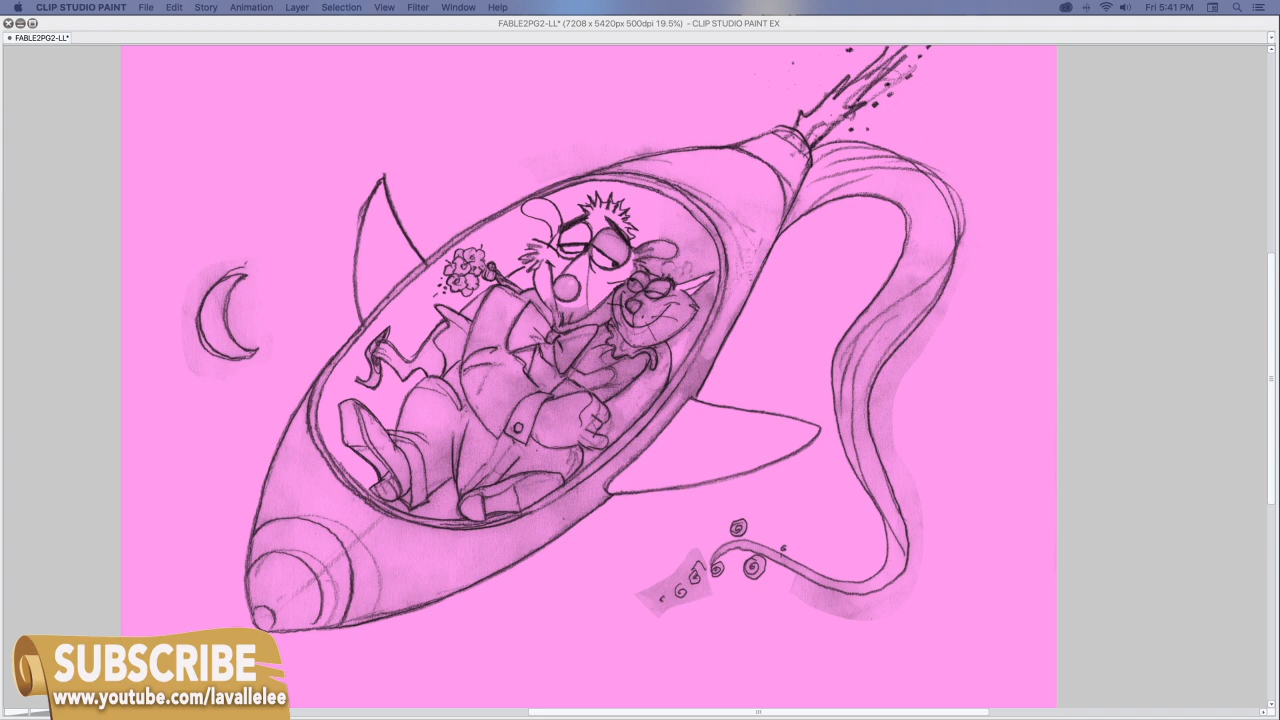 CLIP STUDIO PAINT File Edit Story Animation Layer Selection View Filter Window Help Fri 5:41 PM
FABLE2PG2-LL* (7208 x 5420px 500dpi 19.5%) - CLIP STUDIO PAINT EX
FABLE2PG2-LL*
SUBSCRIBE
www.youtube.com/lavallelee